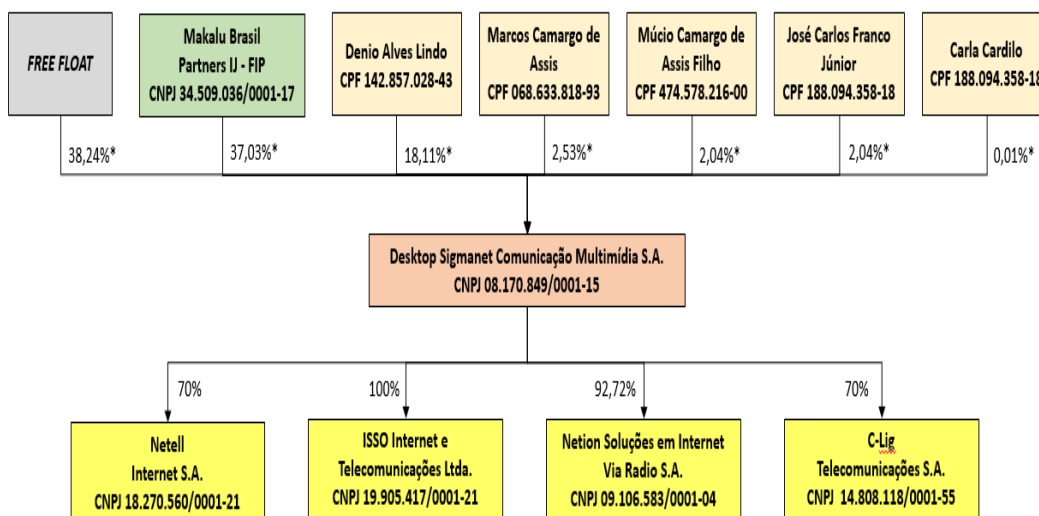 FREE FLOAT
Makalu Brasil
Partners IJ - FIP
CNPJ 34.509.036/0001-17
Denio Alves Lindo
CPF 142.857.028-43
Marcos Camargo de
Assis
CPF 068.633.818-93
Múcio Camargo de
Assis Filho
CPF 474.578.216-00
José Carlos Franco
Júnior
CPF 188.094.358-18
Carla Cardilo
CPF 188.094.358-18
38,24%*
37,03%*
18,11%*
2,53%*
2,04%*
2,04%*
0,01%*
Desktop Sigmanet Comunicação Multimídia S.A.
CNPJ 08.170.849/0001-15
70%
100%
92,72%
70%
Netell
Internet S.A.
CNPJ 18.270.560/0001-21
ISSO Internet e
Telecomunicações Ltda.
CNPJ 19.905.417/0001-21
Netion Soluções em Internet
Via Radio S.A.
CNPJ 09.106.583/0001-04
C-Lig
Telecomunicações S.A.
CNPJ 14.808.118/0001-55